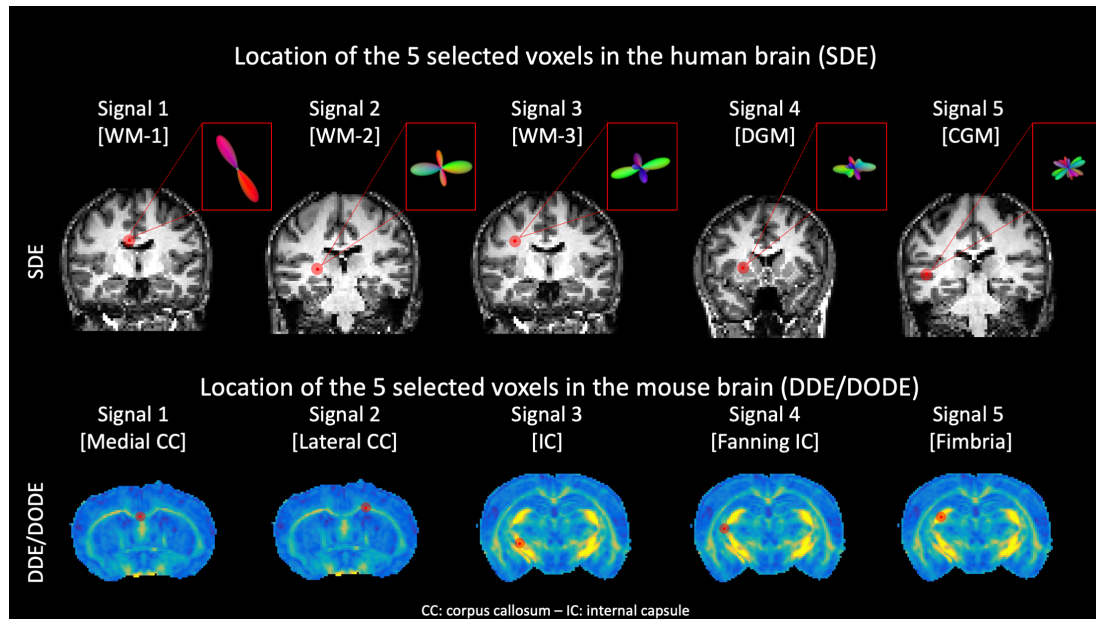 Location of the 5 selected voxels in the human brain (SDE)
Signal 1
[WM-1]
Signal 2
[WM-2]
Signal 3
[WM-3]
Signal 4
[DGM]
Signal 5
[CGM]
SDE
Location of the 5 selected voxels in the mouse brain (DDE/DODE)
Signal 1
[Medial CC]
Signal 2
[Lateral CC]
Signal 3
[IC]
Signal 4
[Fanning IC]
Signal 5
[Fimbria]
DDE/DODE
CC: corpus callosum – IC: internal capsule